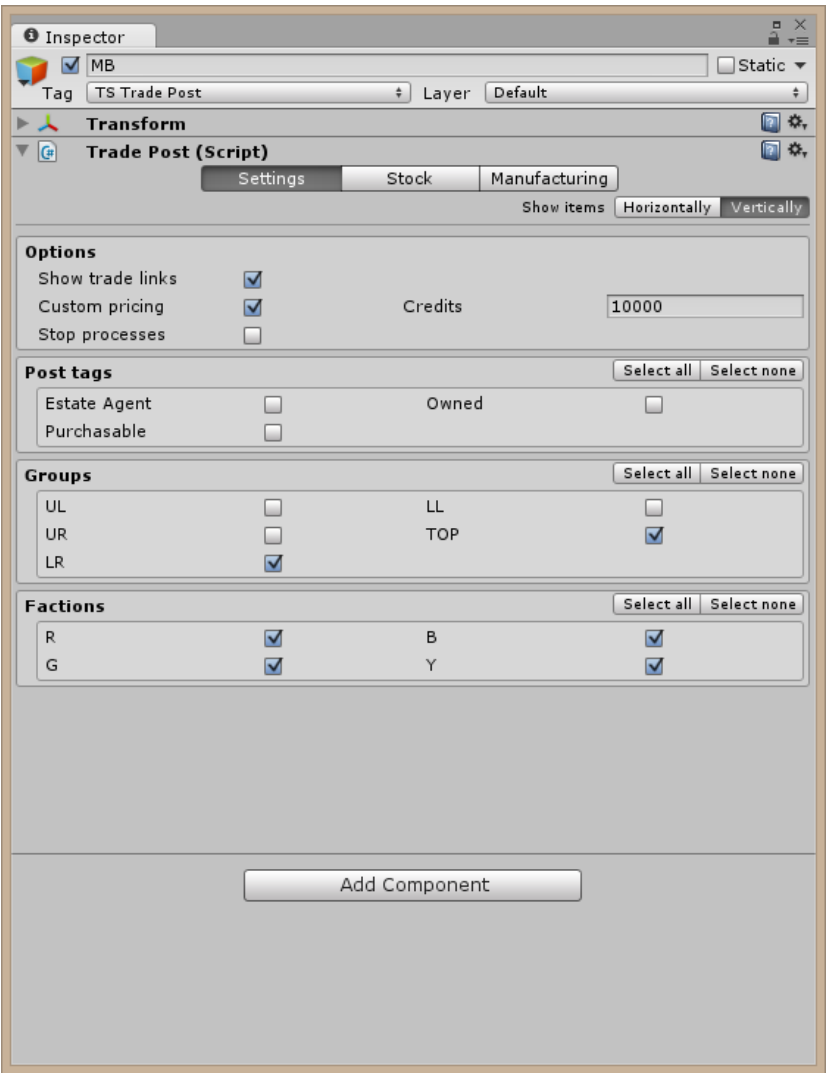 Inspector
MB Static
Tag TS Trade Post Layer Default
Transform
Trade Post (Script)
Settings Stock Manufacturing
Show items Horizontally Vertically
Options
Show trade links
Custom pricing Credits 10000
Stop processes
Post tags Select all Select none
Estate Agent Owned
Purchasable
Groups Select all Select none
UL LL
UR TOP
LR
Factions Select all Select none
R B
G Y
Add Component